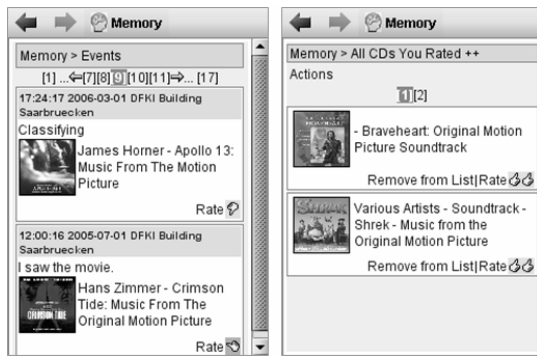 Memory
Memory > Events
[1] ...⇐[7][8][9][10][11]⇒... [17]
17:24:17 2006-03-01 DFKI Building
Saarbruecken
Classifying
James Horner - Apollo 13:
Music From The Motion
Picture
Rate
12:00:16 2005-07-01 DFKI Building
Saarbruecken
I saw the movie.
Hans Zimmer - Crimson
Tide: Music From The
Original Motion Picture
CRIMSON TIDE
Rate
Memory
Memory > All CDs You Rated ++
Actions
[1][2]
- Braveheart: Original Motion
Picture Soundtrack
Remove from List|Rate
SHREK
Various Artists - Soundtrack -
Shrek - Music from the
Original Motion Picture
Remove from List|Rate